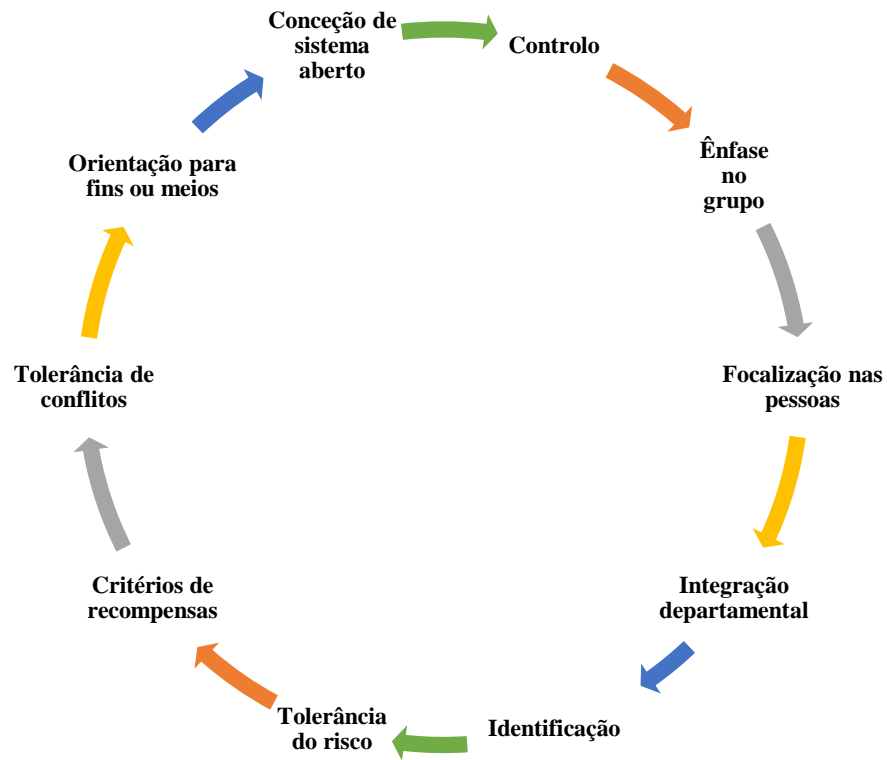 Conceção de
sistema
aberto
Controlo
Ênfase
no
grupo
Focalização nas
pessoas
Integração
departamental
Identificação
Tolerância
do risco
Critérios de
recompensas
Tolerância de
conflitos
Orientação para
fins ou meios